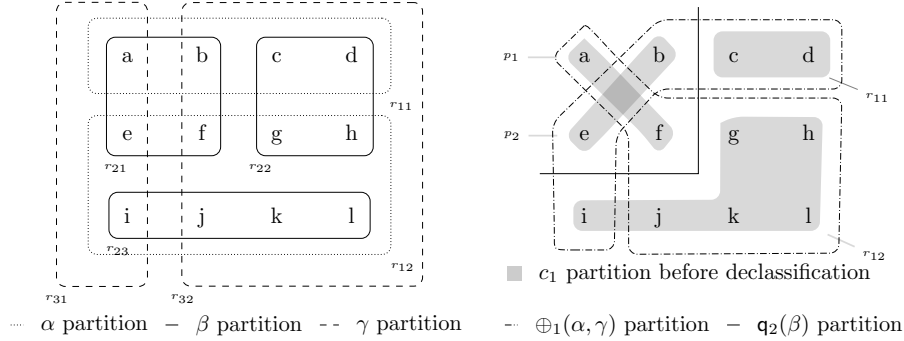 a b c d
r11
e f g h
r21 r22
i j k l
r23 r12
r31 r32
α partition β partition γ partition
p1 a b c d
r11
p2 e f g h
i j k l
r12
c1 partition before declassification
⊕1(α, γ) partition q2(β) partition